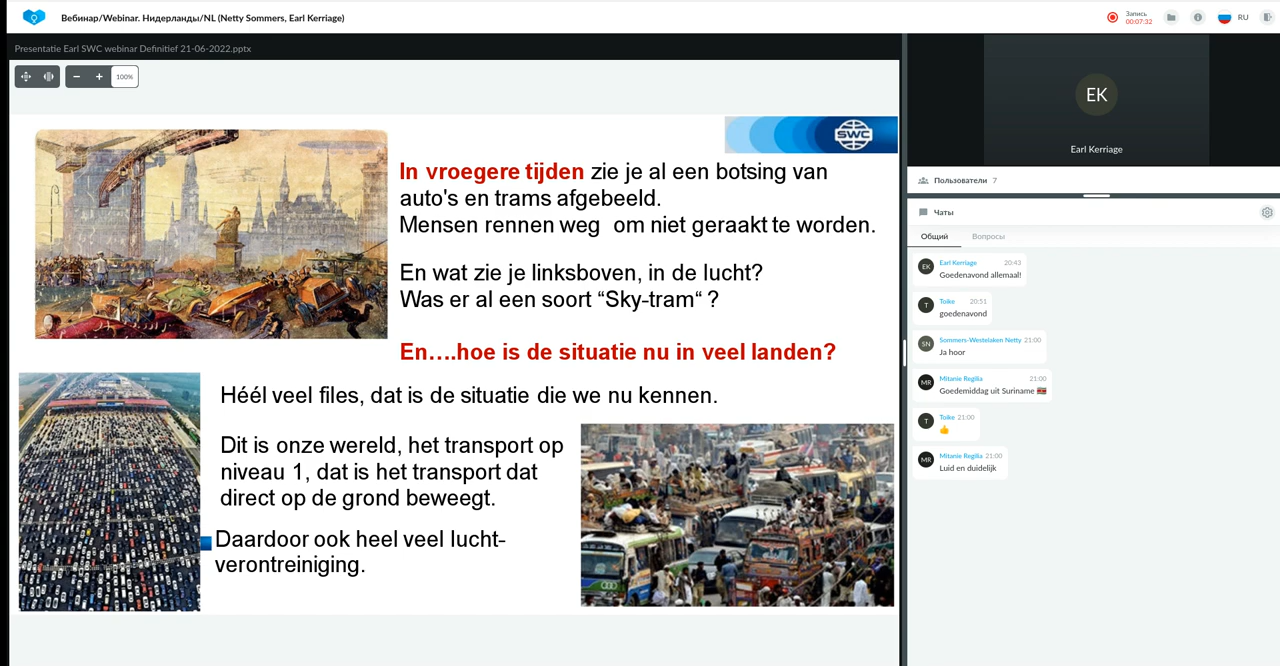 Вебинар/Webinar. Нидерланды/NL (Netty Sommers, Earl Kerriage)
Запись
00:07:32
RU
Presentatie Earl SWC webinar Definitief 21-06-2022.pptx
100%
SWC
In vroegere tijden zie je al een botsing van
auto's en trams afgebeeld.
Mensen rennen weg om niet geraakt te worden.
En wat zie je linksboven, in de lucht?
Was er al een soort “Sky-tram“ ?
En….hoe is de situatie nu in veel landen?
Héél veel files, dat is de situatie die we nu kennen.
Dit is onze wereld, het transport op
niveau 1, dat is het transport dat
direct op de grond beweegt.
Daardoor ook heel veel lucht-
verontreiniging.
EK
Earl Kerriage
Пользователи 7
Чаты
Общий Вопросы
EK Earl Kerriage 20:43
Goedenavond allemaal!
T Toike 20:51
goedenavond
SN Sommers-Westelaken Netty 21:00
Ja hoor
MR Mitanie Regilia 21:00
Goedemiddag uit Suriname 🇸🇷
T Toike 21:00
👍
MR Mitanie Regilia 21:00
Luid en duidelijk